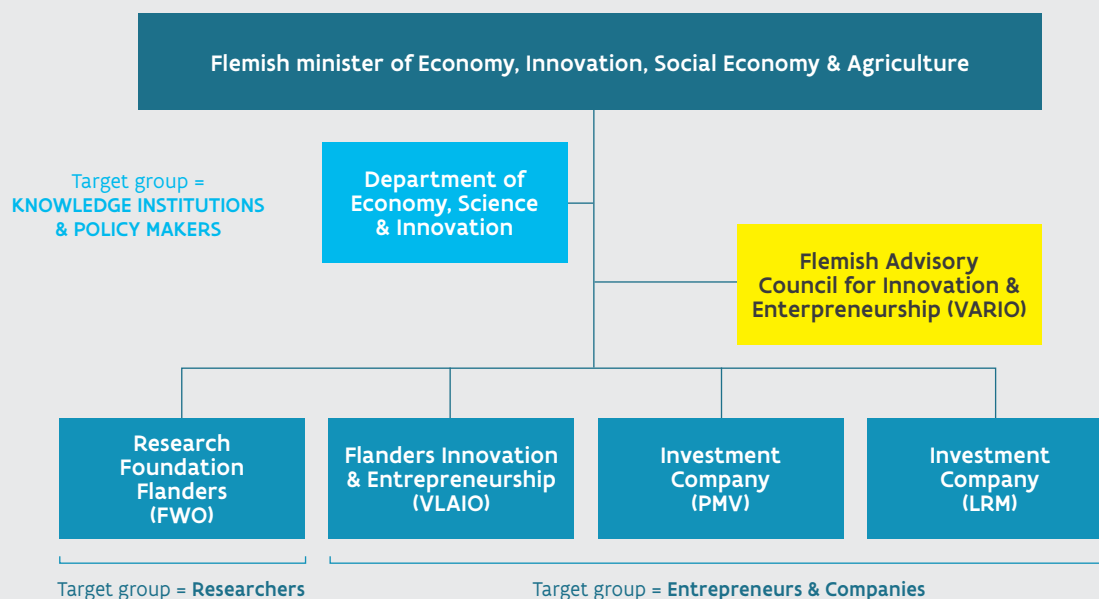 Flemish minister of Economy, Innovation, Social Economy & Agriculture
Target group =
KNOWLEDGE INSTITUTIONS
& POLICY MAKERS
Department of
Economy, Science
& Innovation
Flemish Advisory
Council for Innovation &
Enterpreneurship (VARIO)
Research
Foundation
Flanders
(FWO)
Flanders Innovation
& Entrepreneurship
(VLAIO)
Investment
Company
(PMV)
Investment
Company
(LRM)
Target group = Researchers
Target group = Entrepreneurs & Companies